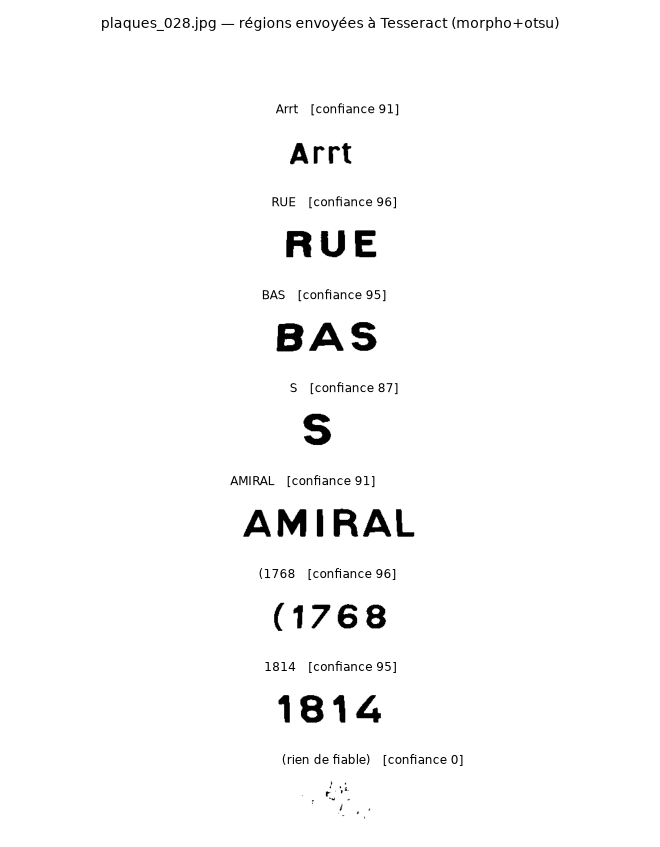 plaques_028.jpg — régions envoyées à Tesseract (morpho+otsu)
Arrt [confiance 91]
Arrt
RUE [confiance 96]
RUE
BAS [confiance 95]
BAS
S [confiance 87]
S
AMIRAL [confiance 91]
AMIRAL
(1768 [confiance 96]
(1768
1814 [confiance 95]
1814
(rien de fiable) [confiance 0]